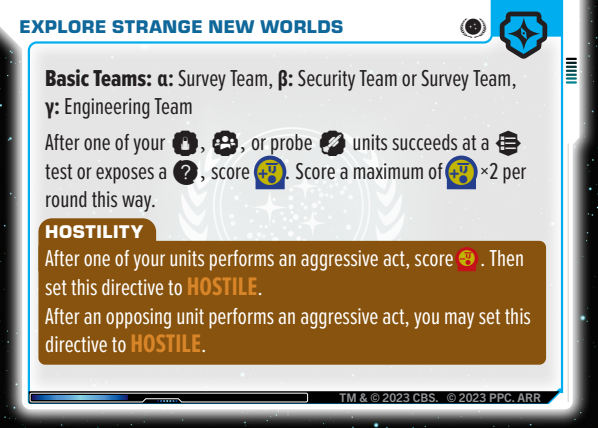 EXPLORE STRANGE NEW WORLDS
Basic Teams: α: Survey Team, β: Security Team or Survey Team,
γ: Engineering Team
After one of your , , or probe units succeeds at a
test or exposes a ?, score +. Score a maximum of +×2 per
round this way.
HOSTILITY
After one of your units performs an aggressive act, score . Then
set this directive to HOSTILE.
After an opposing unit performs an aggressive act, you may set this
directive to HOSTILE.
TM & © 2023 CBS. © 2023 PPC. ARR